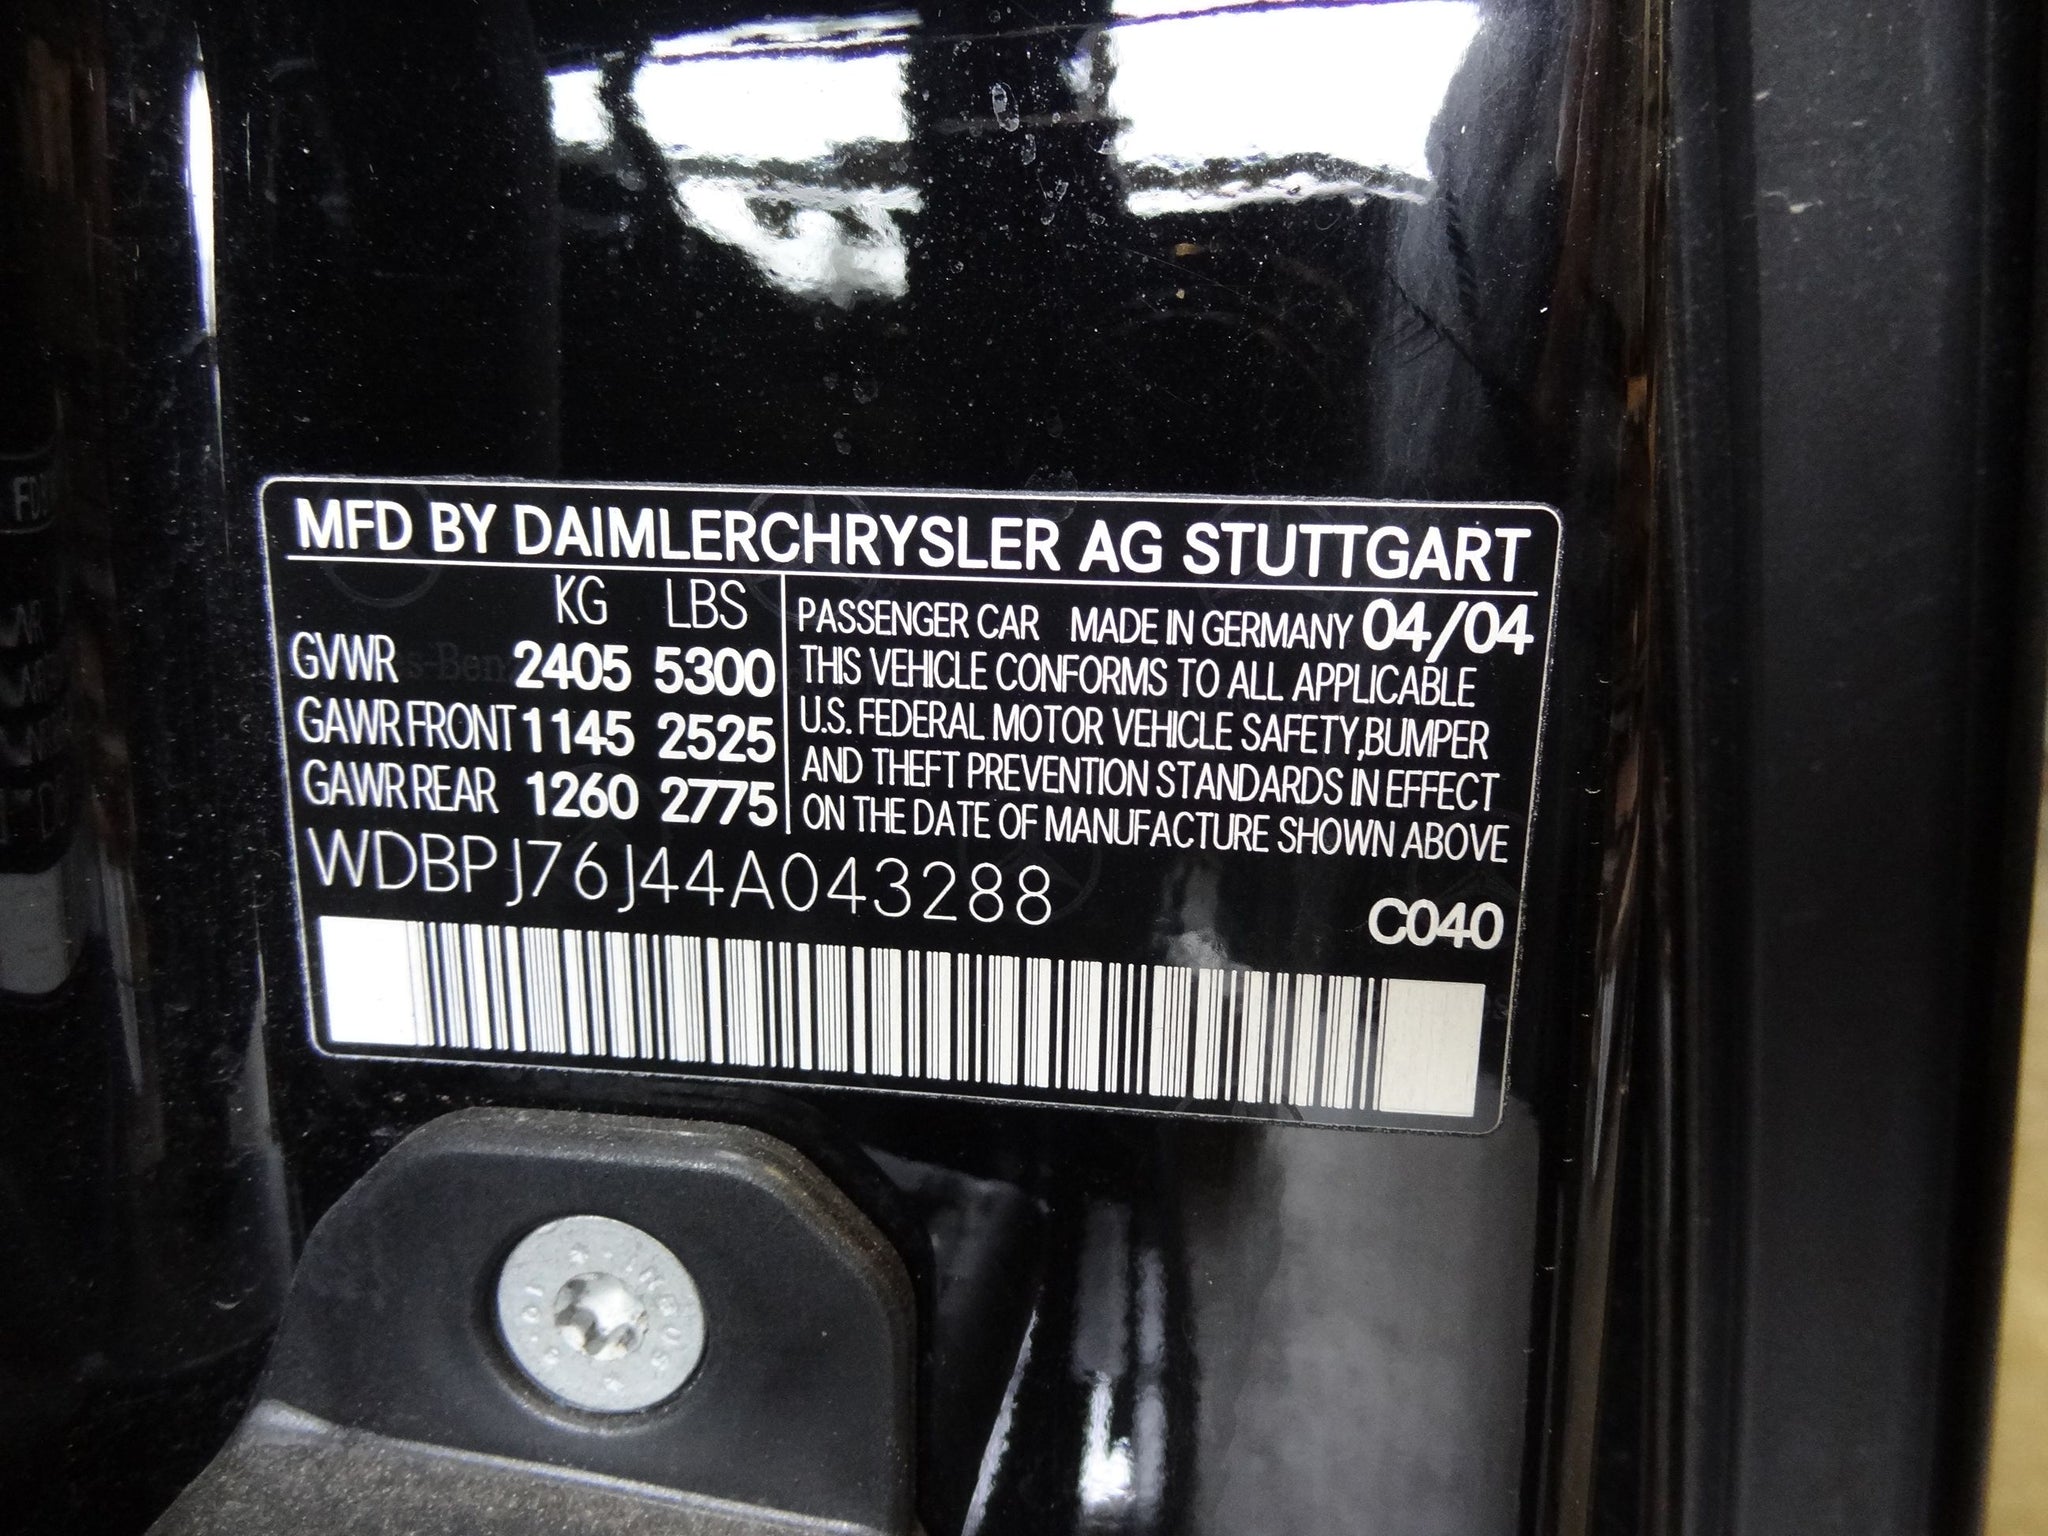 MFD BY DAIMLERCHRYSLER AG STUTTGART
KG LBS
GVWR 2405 5300
GAWR FRONT 1145 2525
GAWR REAR 1260 2775
PASSENGER CAR MADE IN GERMANY 04/04
THIS VEHICLE CONFORMS TO ALL APPLICABLE
U.S. FEDERAL MOTOR VEHICLE SAFETY,BUMPER
AND THEFT PREVENTION STANDARDS IN EFFECT
ON THE DATE OF MANUFACTURE SHOWN ABOVE
WDBPJ76J44A043288
C040